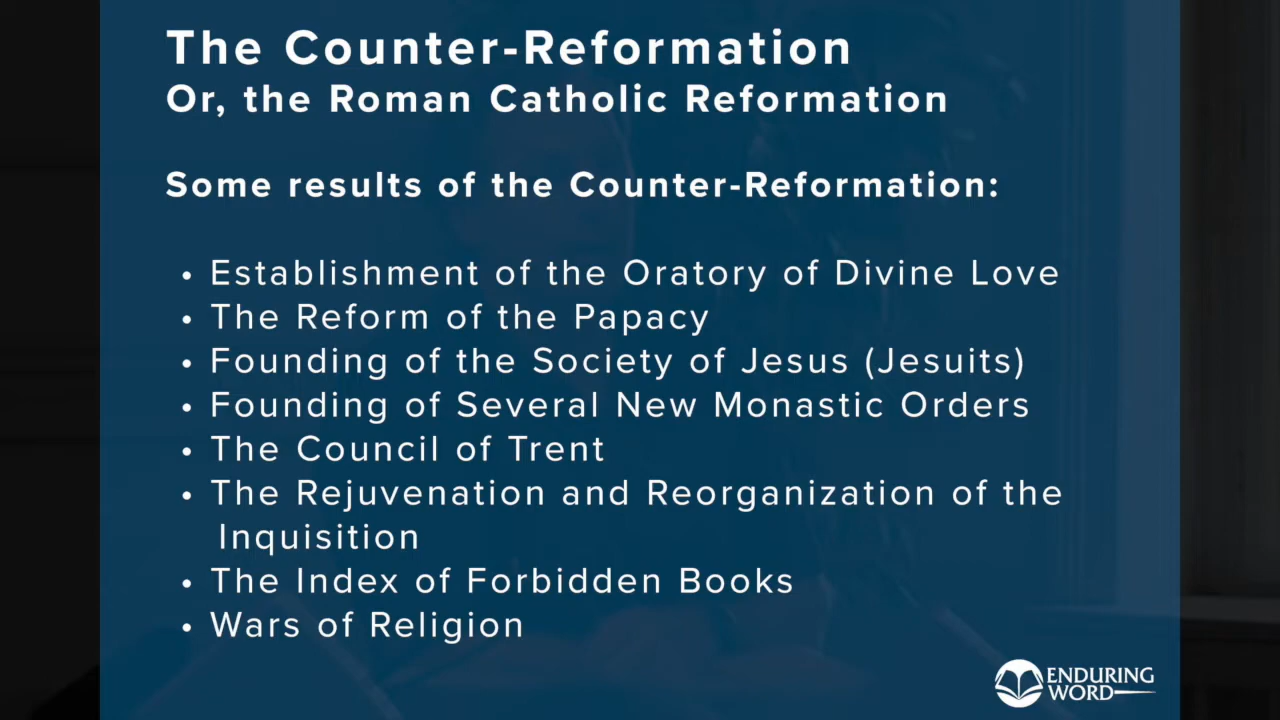 The Counter-Reformation
Or, the Roman Catholic Reformation
Some results of the Counter-Reformation:
• Establishment of the Oratory of Divine Love
• The Reform of the Papacy
• Founding of the Society of Jesus (Jesuits)
• Founding of Several New Monastic Orders
• The Council of Trent
• The Rejuvenation and Reorganization of the
Inquisition
• The Index of Forbidden Books
• Wars of Religion
ENDURING
WORD